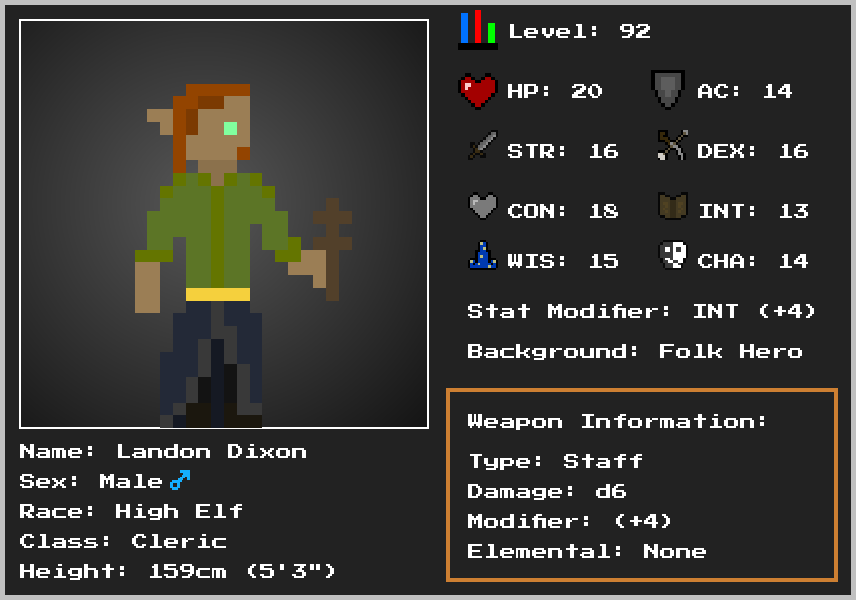 Level: 92
HP: 20
AC: 14
STR: 16
DEX: 16
CON: 18
INT: 13
WIS: 15
CHA: 14
Stat Modifier: INT (+4)
Background: Folk Hero
Weapon Information:
Type: Staff
Damage: d6
Modifier: (+4)
Elemental: None
Name: Landon Dixon
Sex: Male♂
Race: High Elf
Class: Cleric
Height: 159cm (5'3")